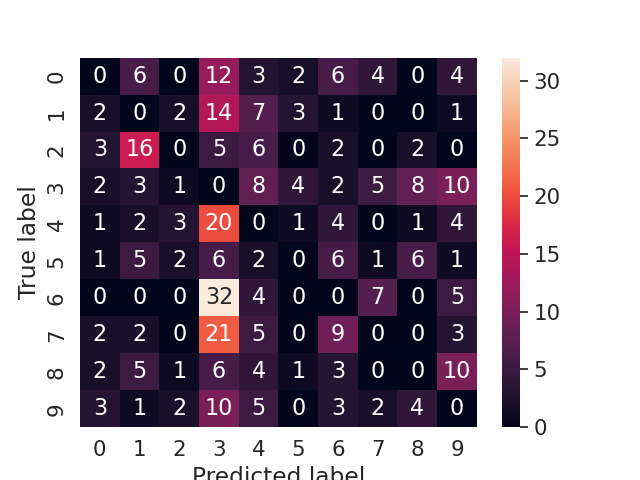 0 0 6 0 12 3 2 6 4 0 4
1 2 0 2 14 7 3 1 0 0 1
2 3 16 0 5 6 0 2 0 2 0
3 2 3 1 0 8 4 2 5 8 10
4 1 2 3 20 0 1 4 0 1 4
5 1 5 2 6 2 0 6 1 6 1
6 0 0 0 32 4 0 0 7 0 5
7 2 2 0 21 5 0 9 0 0 3
8 2 5 1 6 4 1 3 0 0 10
9 3 1 2 10 5 0 3 2 4 0
0 1 2 3 4 5 6 7 8 9
True label
Predicted label
30
25
20
15
10
5
0